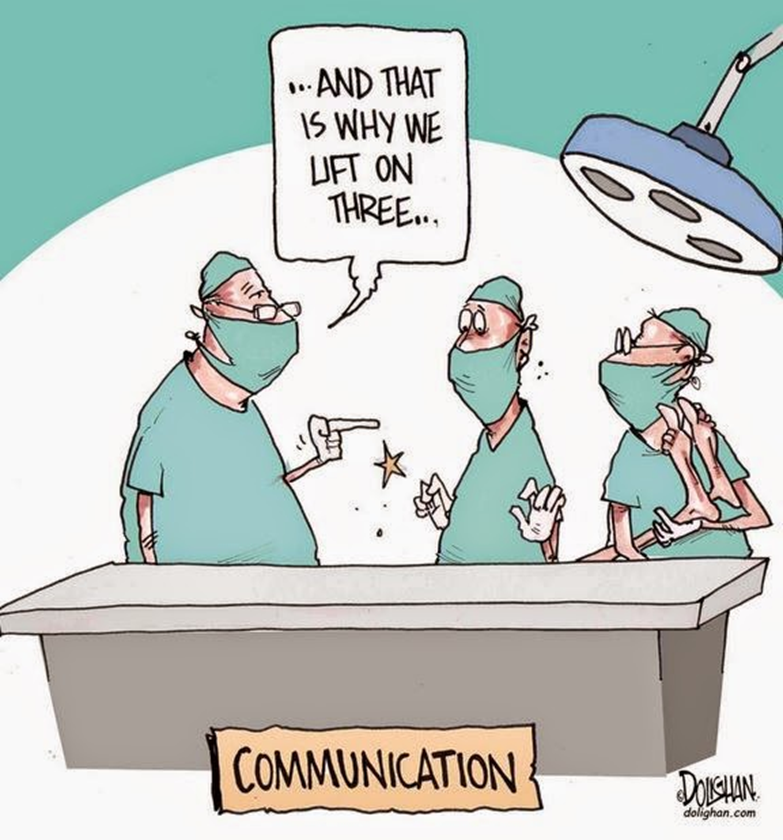 ...AND THAT
IS WHY WE
LIFT ON
THREE...
COMMUNICATION
©DOLIGHAN.
dolighan.com